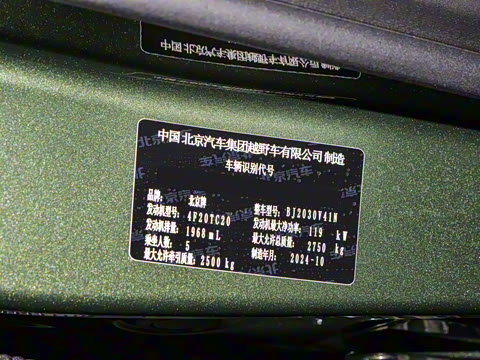 中国 北京汽车集团越野车有限公司 制造
车辆识别代号
品牌： 北京牌 整车型号：BJ2030V41N
发动机型号：4F20TC20 发动机最大净功率：119 kW
发动机排量：1968 mL 最大允许总质量：2750 kg
乘坐人数：5 制造年月：2024-10
最大允许牵引质量：2500 kg